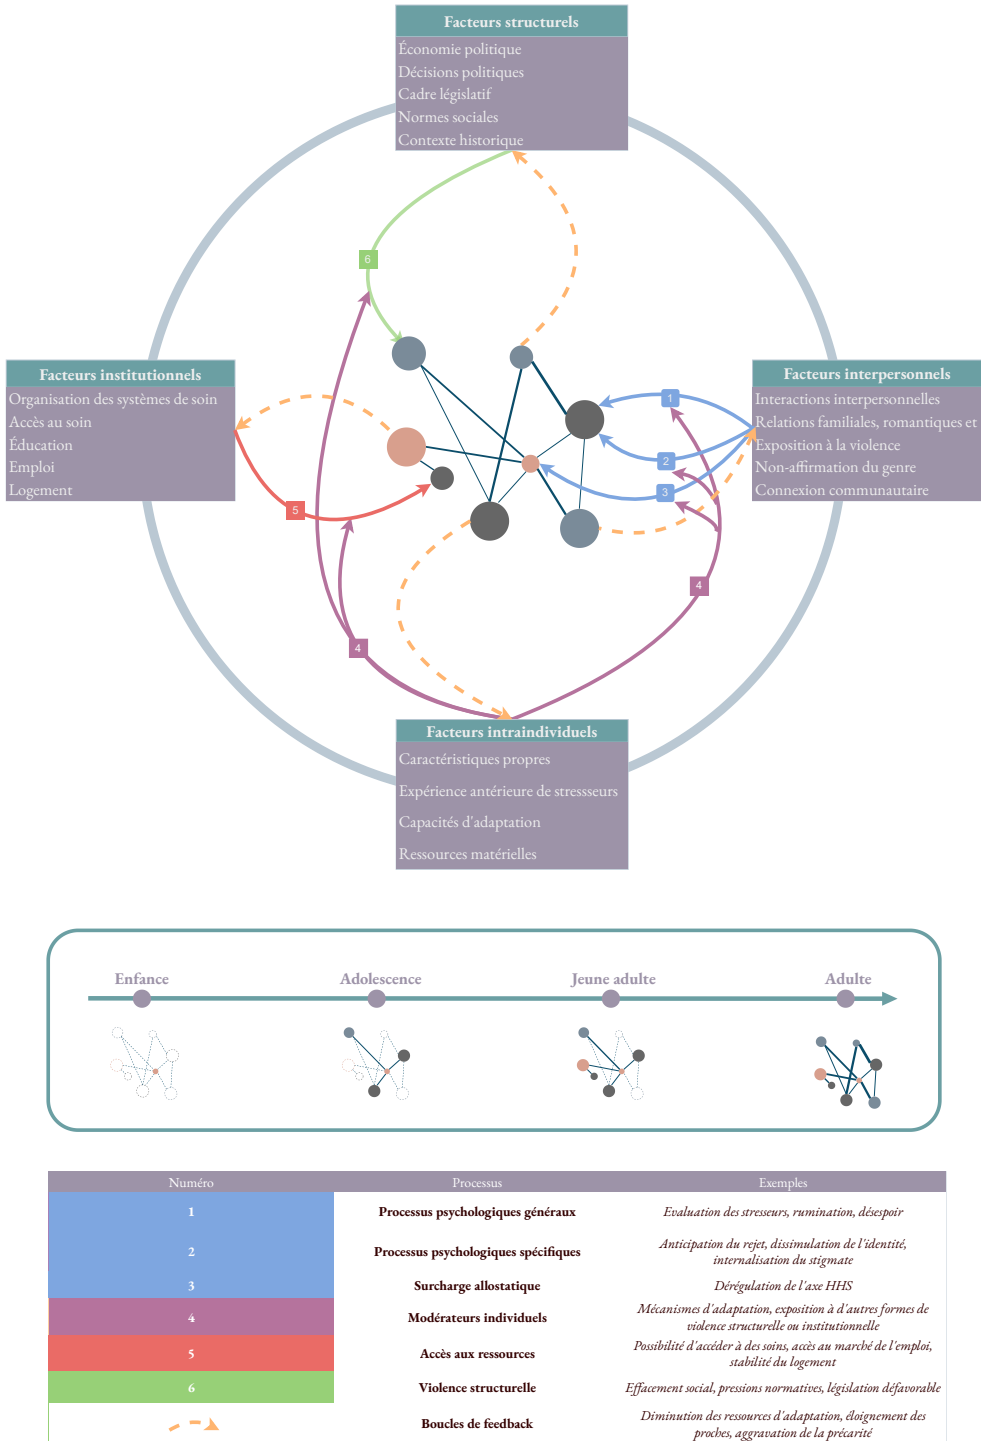 Facteurs structurels
Économie politique
Décisions politiques
Cadre législatif
Normes sociales
Contexte historique
6
Facteurs institutionnels
Organisation des systèmes de soin
Accès au soin
Éducation
Emploi
Logement
Facteurs interpersonnels
Interactions interpersonnelles
Relations familiales, romantiques et
Exposition à la violence
Non-affirmation du genre
Connexion communautaire
1
2
3
5
4
4
Facteurs intraindividuels
Caractéristiques propres
Expérience antérieure de stressseurs
Capacités d'adaptation
Ressources matérielles
Enfance
Adolescence
Jeune adulte
Adulte
Numéro Processus Exemples
1 Processus psychologiques généraux Evaluation des stresseurs, rumination, désespoir
2 Processus psychologiques spécifiques Anticipation du rejet, dissimulation de l'identité,
internalisation du stigmate
3 Surcharge allostatique Dérégulation de l'axe HHS
4 Modérateurs individuels Mécanismes d'adaptation, exposition à d'autres formes de
violence structurelle ou institutionnelle
5 Accès aux ressources Possibilité d'accéder à des soins, accès au marché de l'emploi,
stabilité du logement
6 Violence structurelle Effacement social, pressions normatives, législation défavorable
Boucles de feedback Diminution des ressources d'adaptation, éloignement des
proches, aggravation de la précarité